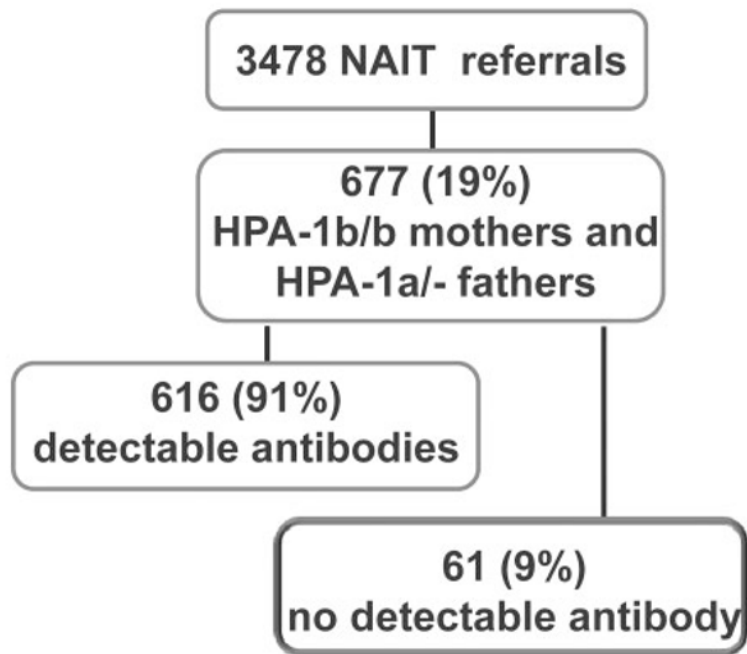 3478 NAIT referrals
677 (19%)
HPA-1b/b mothers and
HPA-1a/- fathers
616 (91%)
detectable antibodies
61 (9%)
no detectable antibody